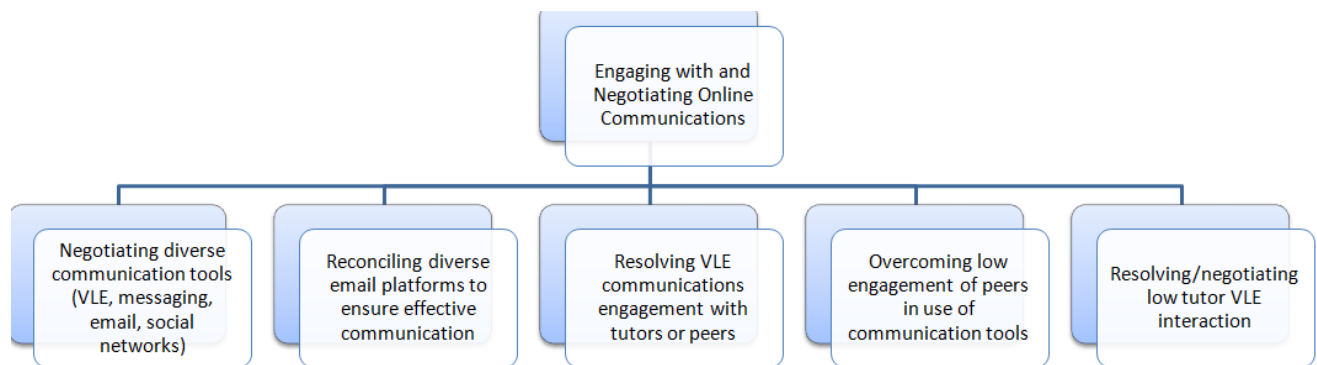 Engaging with and
Negotiating Online
Communications
Negotiating diverse
communication tools
(VLE, messaging,
email, social
networks)
Reconciling diverse
email platforms to
ensure effective
communication
Resolving VLE
communications
engagement with
tutors or peers
Overcoming low
engagement of peers
in use of
communication tools
Resolving/negotiating
low tutor VLE
interaction